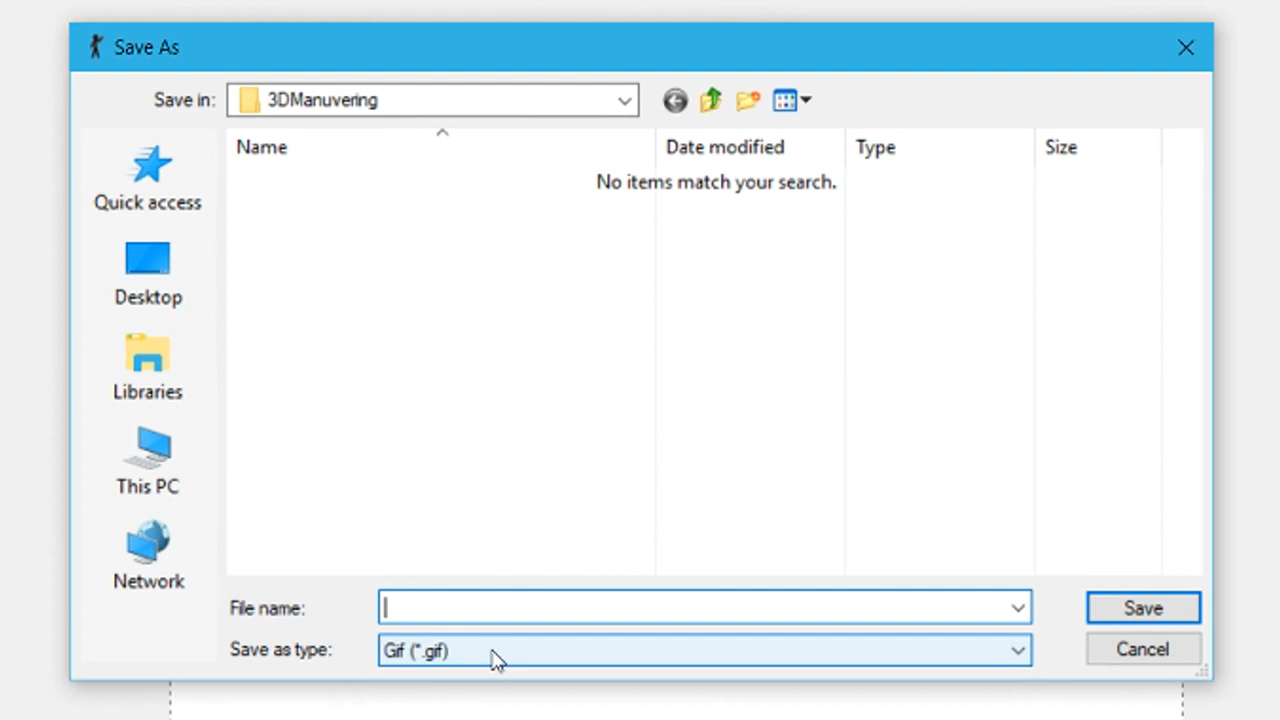 Save As
Save in: 3DManuvering
Name Date modified Type Size
No items match your search.
Quick access
Desktop
Libraries
This PC
Network
File name: Save
Save as type: Gif (*.gif) Cancel